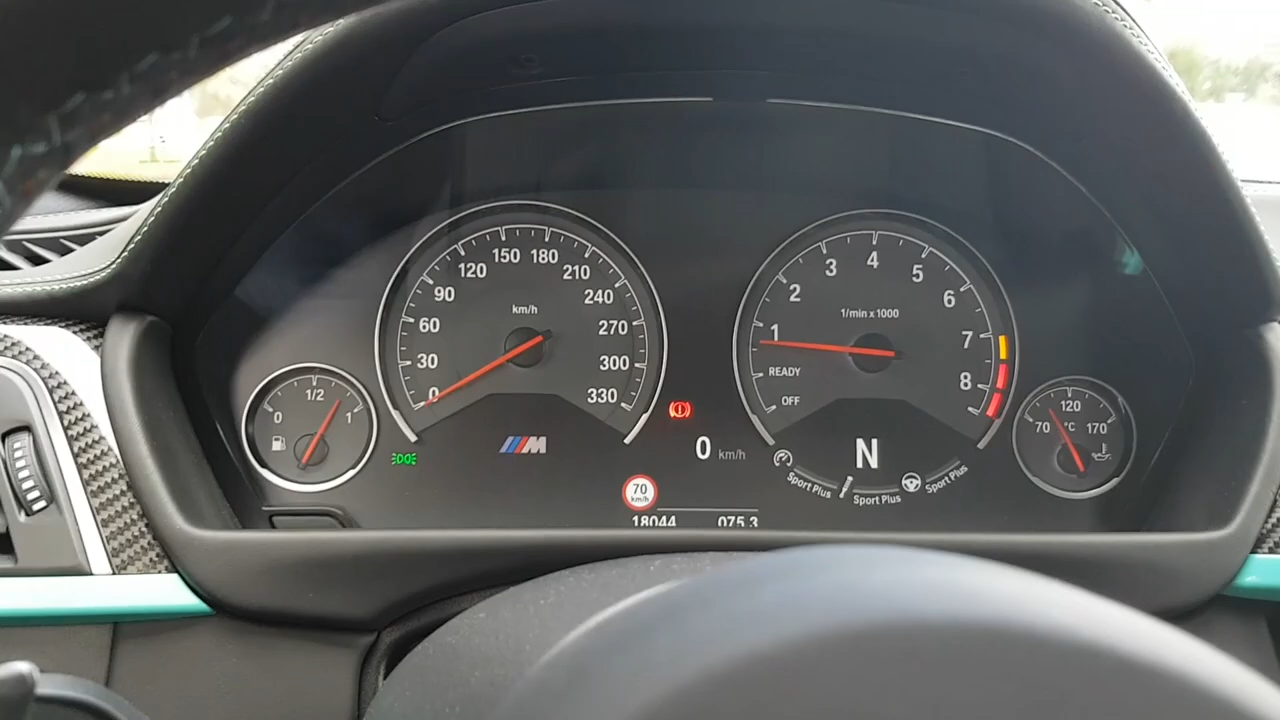 0
1/2
1
0
30
60
90
120
150
180
210
240
270
300
330
km/h
M
0 km/h
70
km/h
18044 075.3
OFF
READY
1
2
3
4
5
6
7
8
1/min x 1000
N
Sport Plus
Sport Plus
Sport Plus
70
120
170
°C